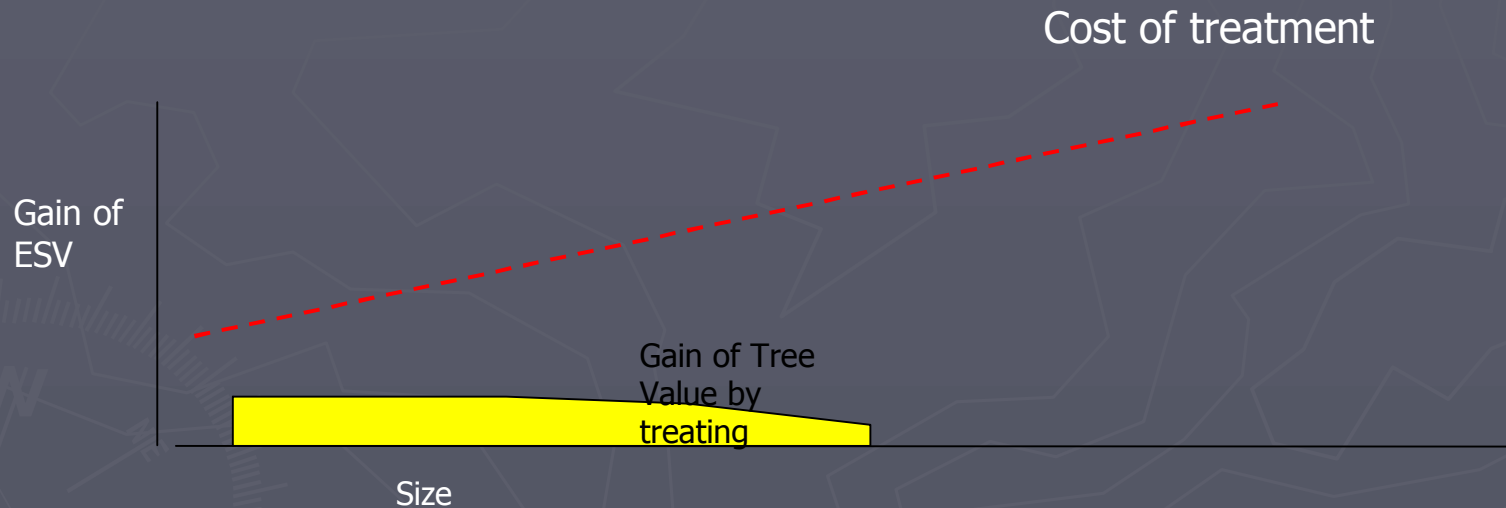 Cost of treatment
Gain of
ESV
Gain of Tree
Value by
treating
Size
N